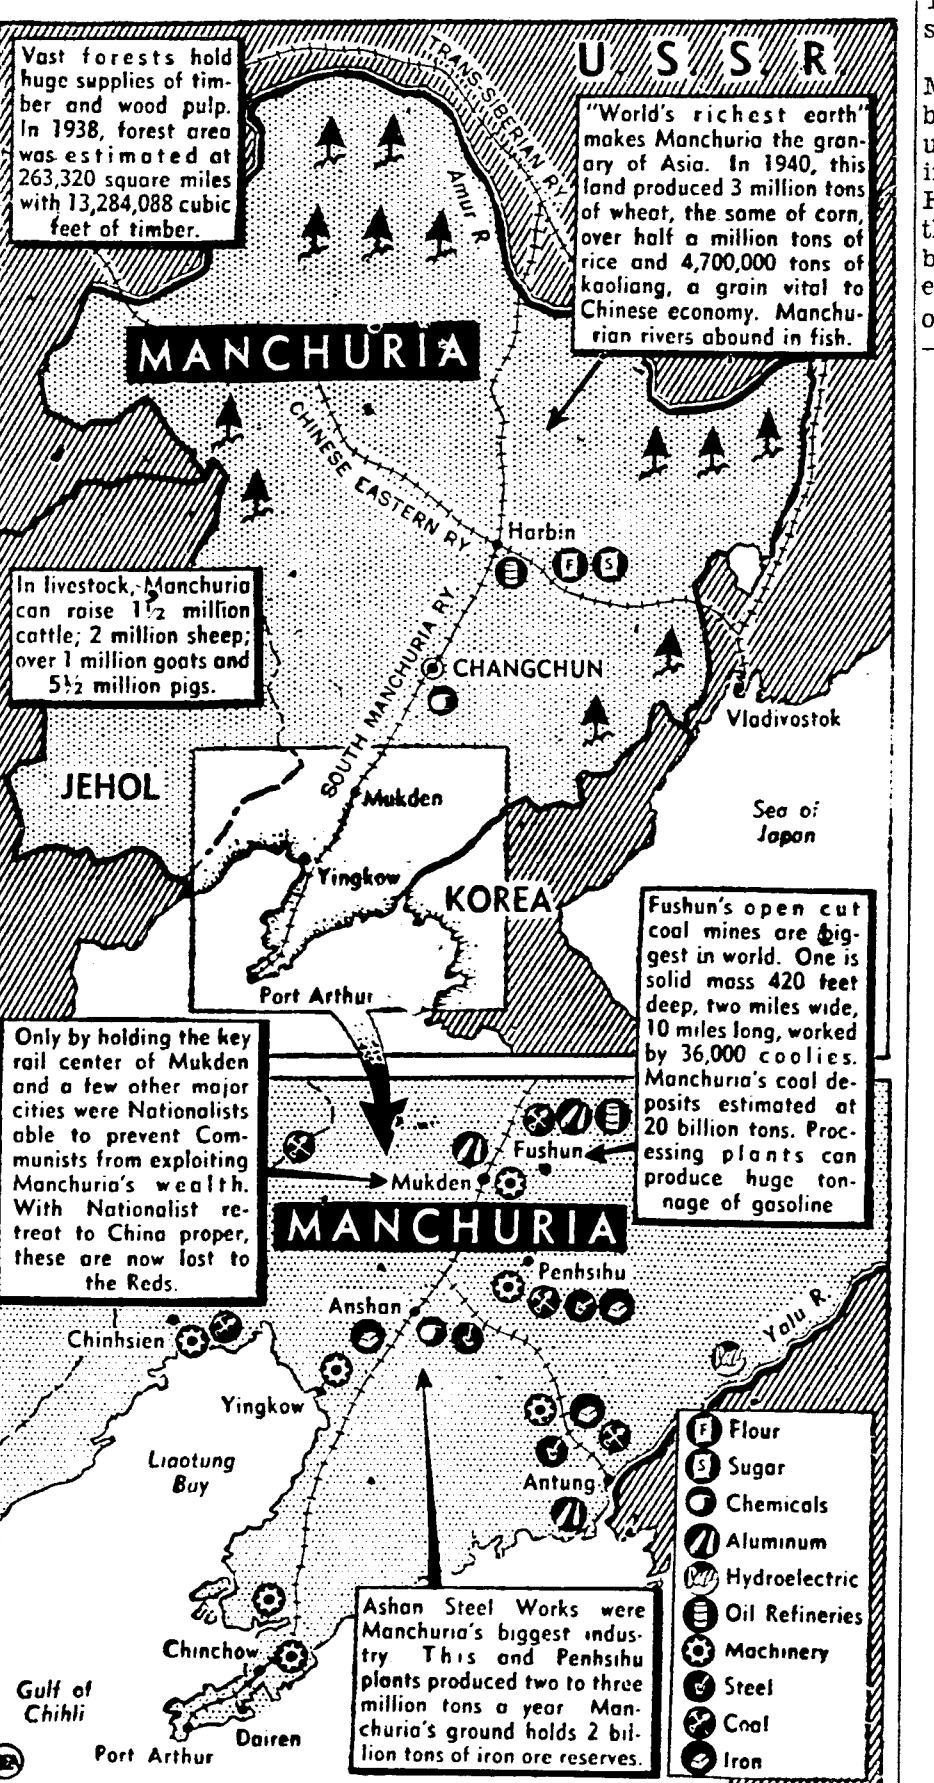 U. S. S. R.
TRANS-SIBERIAN RY.
Vast forests hold
huge supplies of tim-
ber and wood pulp.
In 1938, forest area
was estimated at
263,320 square miles
with 13,284,088 cubic
feet of timber.
"World's richest earth"
makes Manchuria the gran-
ary of Asia. In 1940, this
land produced 3 million tons
of wheat, the same of corn,
over half a million tons of
rice and 4,700,000 tons of
kaoliang, a grain vital to
Chinese economy. Manchu-
rian rivers abound in fish.
Amur R.
MANCHURIA
CHINESE EASTERN RY
Harbin
F
S
In livestock, Manchuria
can raise 1½ million
cattle; 2 million sheep;
over 1 million goats and
5½ million pigs.
SOUTH MANCHURIA RY
CHANGCHUN
Vladivostok
JEHOL
Mukden
Sea of
Japan
Yingkow
KOREA
Port Arthur
Fushun's open cut
coal mines are big-
gest in world. One is
solid mass 420 feet
deep, two miles wide,
10 miles long, worked
by 36,000 coolies.
Manchuria's coal de-
posits estimated at
20 billion tons. Proc-
essing plants can
produce huge ton-
nage of gasoline
Only by holding the key
rail center of Mukden
and a few other major
cities were Nationalists
able to prevent Com-
munists from exploiting
Manchuria's wealth.
With Nationalist re-
treat to China proper,
these are now lost to
the Reds.
Fushun
Mukden
MANCHURIA
Penhsihu
Anshan
Chinhsien
Yalu R.
Yingkow
Liaotung
Bay
Antung
F Flour
S Sugar
Chemicals
Aluminum
Hydroelectric
Oil Refineries
Machinery
Steel
Coal
Iron
Ashan Steel Works were
Manchuria's biggest indus-
try This and Penhsihu
plants produced two to three
million tons a year Man-
churia's ground holds 2 bil-
lion tons of iron ore reserves.
Chinchow
Gulf of
Chihli
Dairen
Port Arthur